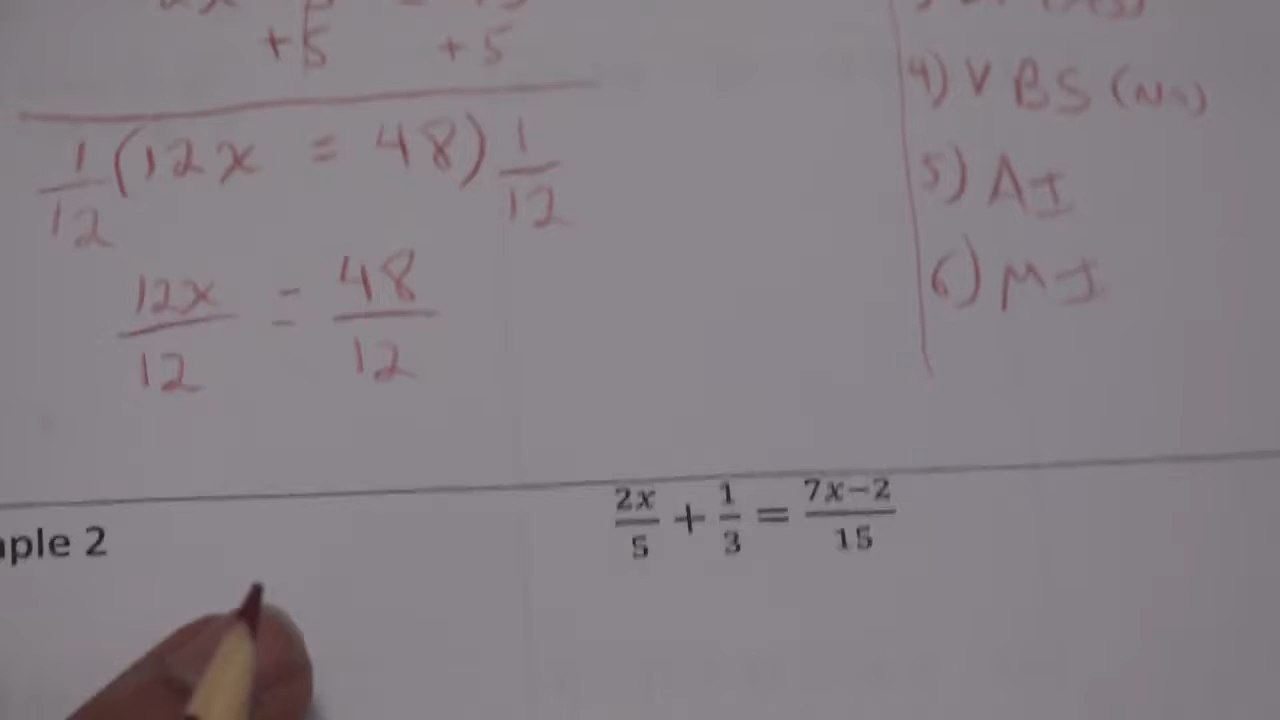 +5 +5
1/12 (12x = 48) 1/12
12x/12 = 48/12
4) V BS
5) AI
6) MI
ple 2
2x/5 + 1/3 = 7x-2/15